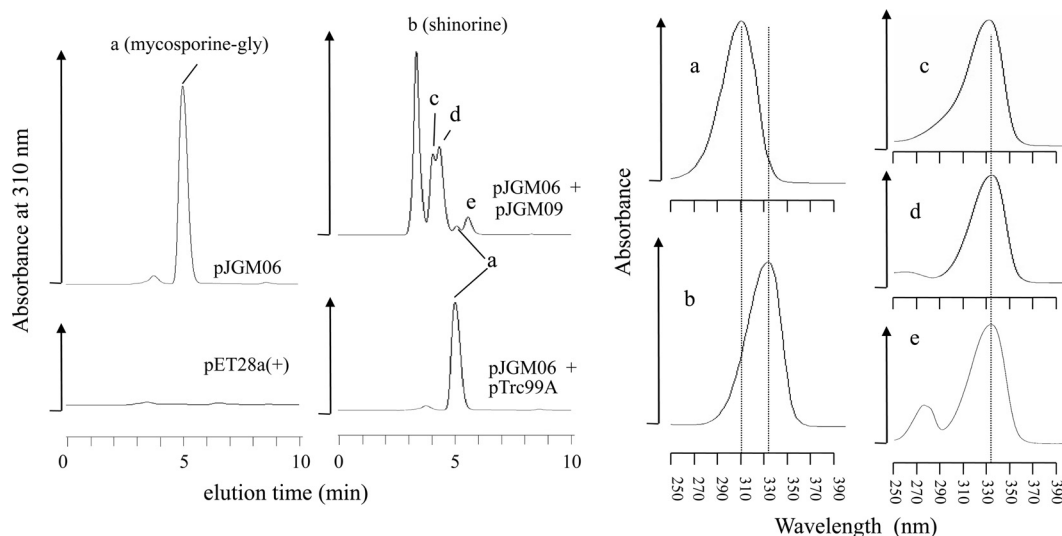 a (mycosporine-gly)
b (shinorine)
c
d
e
pJGM06 +
pJGM09
pJGM06
a
pET28a(+)
pJGM06 +
pTrc99A
Absorbance at 310 nm
0
5
10
0
5
10
elution time (min)
a
b
c
d
e
Absorbance
250 270 290 310 330 350 370 390
250 270 290 310 330 350 370 390
Wavelength (nm)